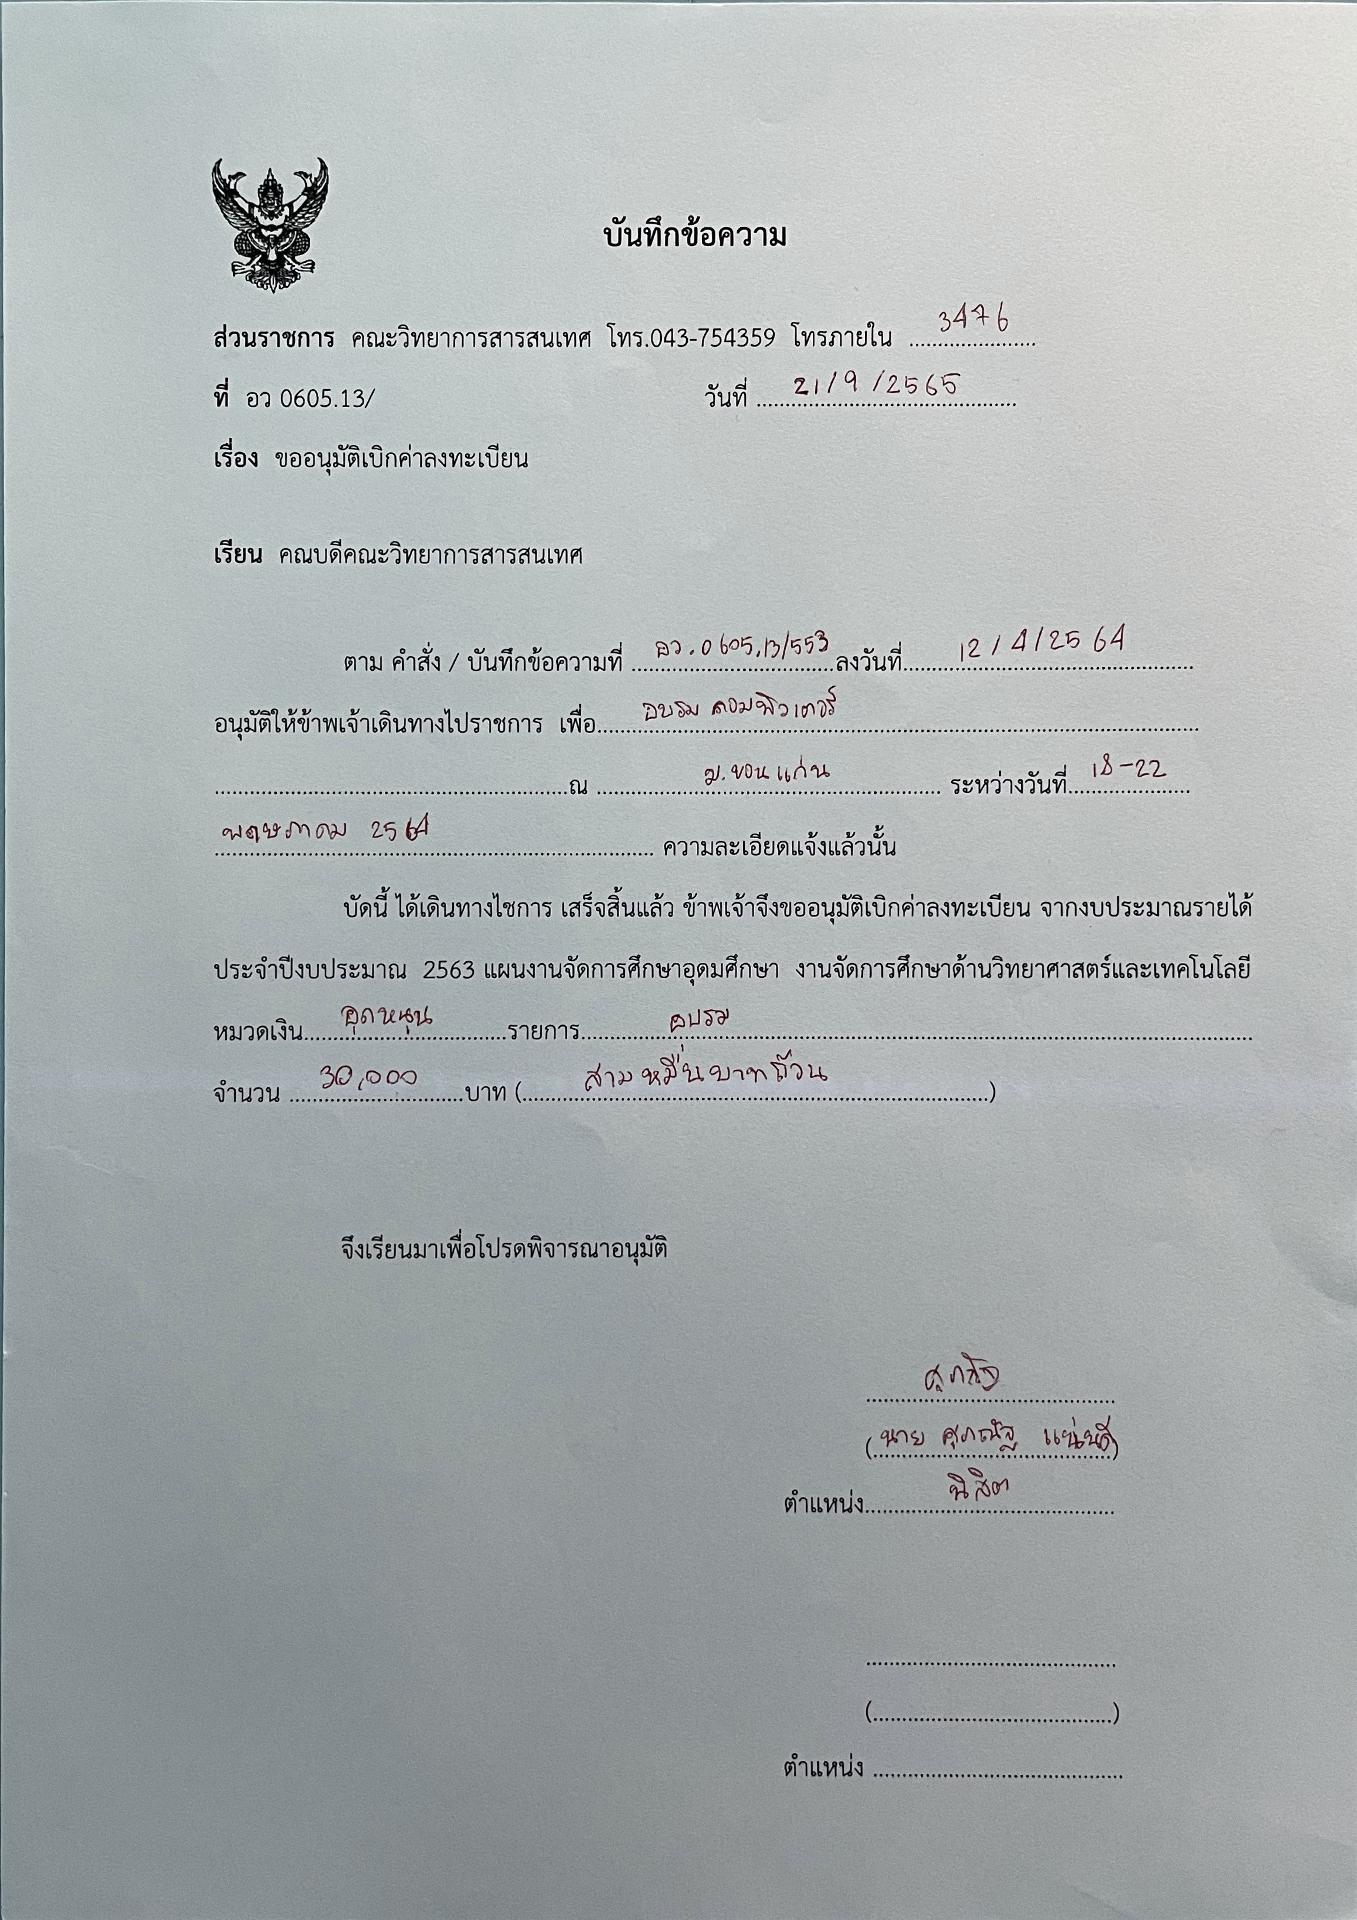 บันทึกข้อความ
ส่วนราชการ คณะวิทยาการสารสนเทศ โทร.043-754359 โทรภายใน 3476
ที่ อว 0605.13/ วันที่ 21/9/2565
เรื่อง ขออนุมัติเบิกค่าลงทะเบียน
เรียน คณบดีคณะวิทยาการสารสนเทศ
ตาม คำสั่ง / บันทึกข้อความที่ อว.0605.13/553 ลงวันที่ 12/4/2564
อนุมัติให้ข้าพเจ้าเดินทางไปราชการ เพื่อ อบรม คอมพิวเตอร์
ณ ม.ขอนแก่น ระหว่างวันที่ 18-22
พฤษภาคม 2564 ความละเอียดแจ้งแล้วนั้น
บัดนี้ ได้เดินทางไชการ เสร็จสิ้นแล้ว ข้าพเจ้าจึงขออนุมัติเบิกค่าลงทะเบียน จากงบประมาณรายได้
ประจำปีงบประมาณ 2563 แผนงานจัดการศึกษาอุดมศึกษา งานจัดการศึกษาด้านวิทยาศาสตร์และเทคโนโลยี
หมวดเงิน อุดหนุน รายการ อบรม
จำนวน 30,000 บาท ( สามหมื่นบาทถ้วน )
จึงเรียนมาเพื่อโปรดพิจารณาอนุมัติ
(นาย ศุภณัฐ แน่นดี)
ตำแหน่ง นิสิต
(                    )
ตำแหน่ง